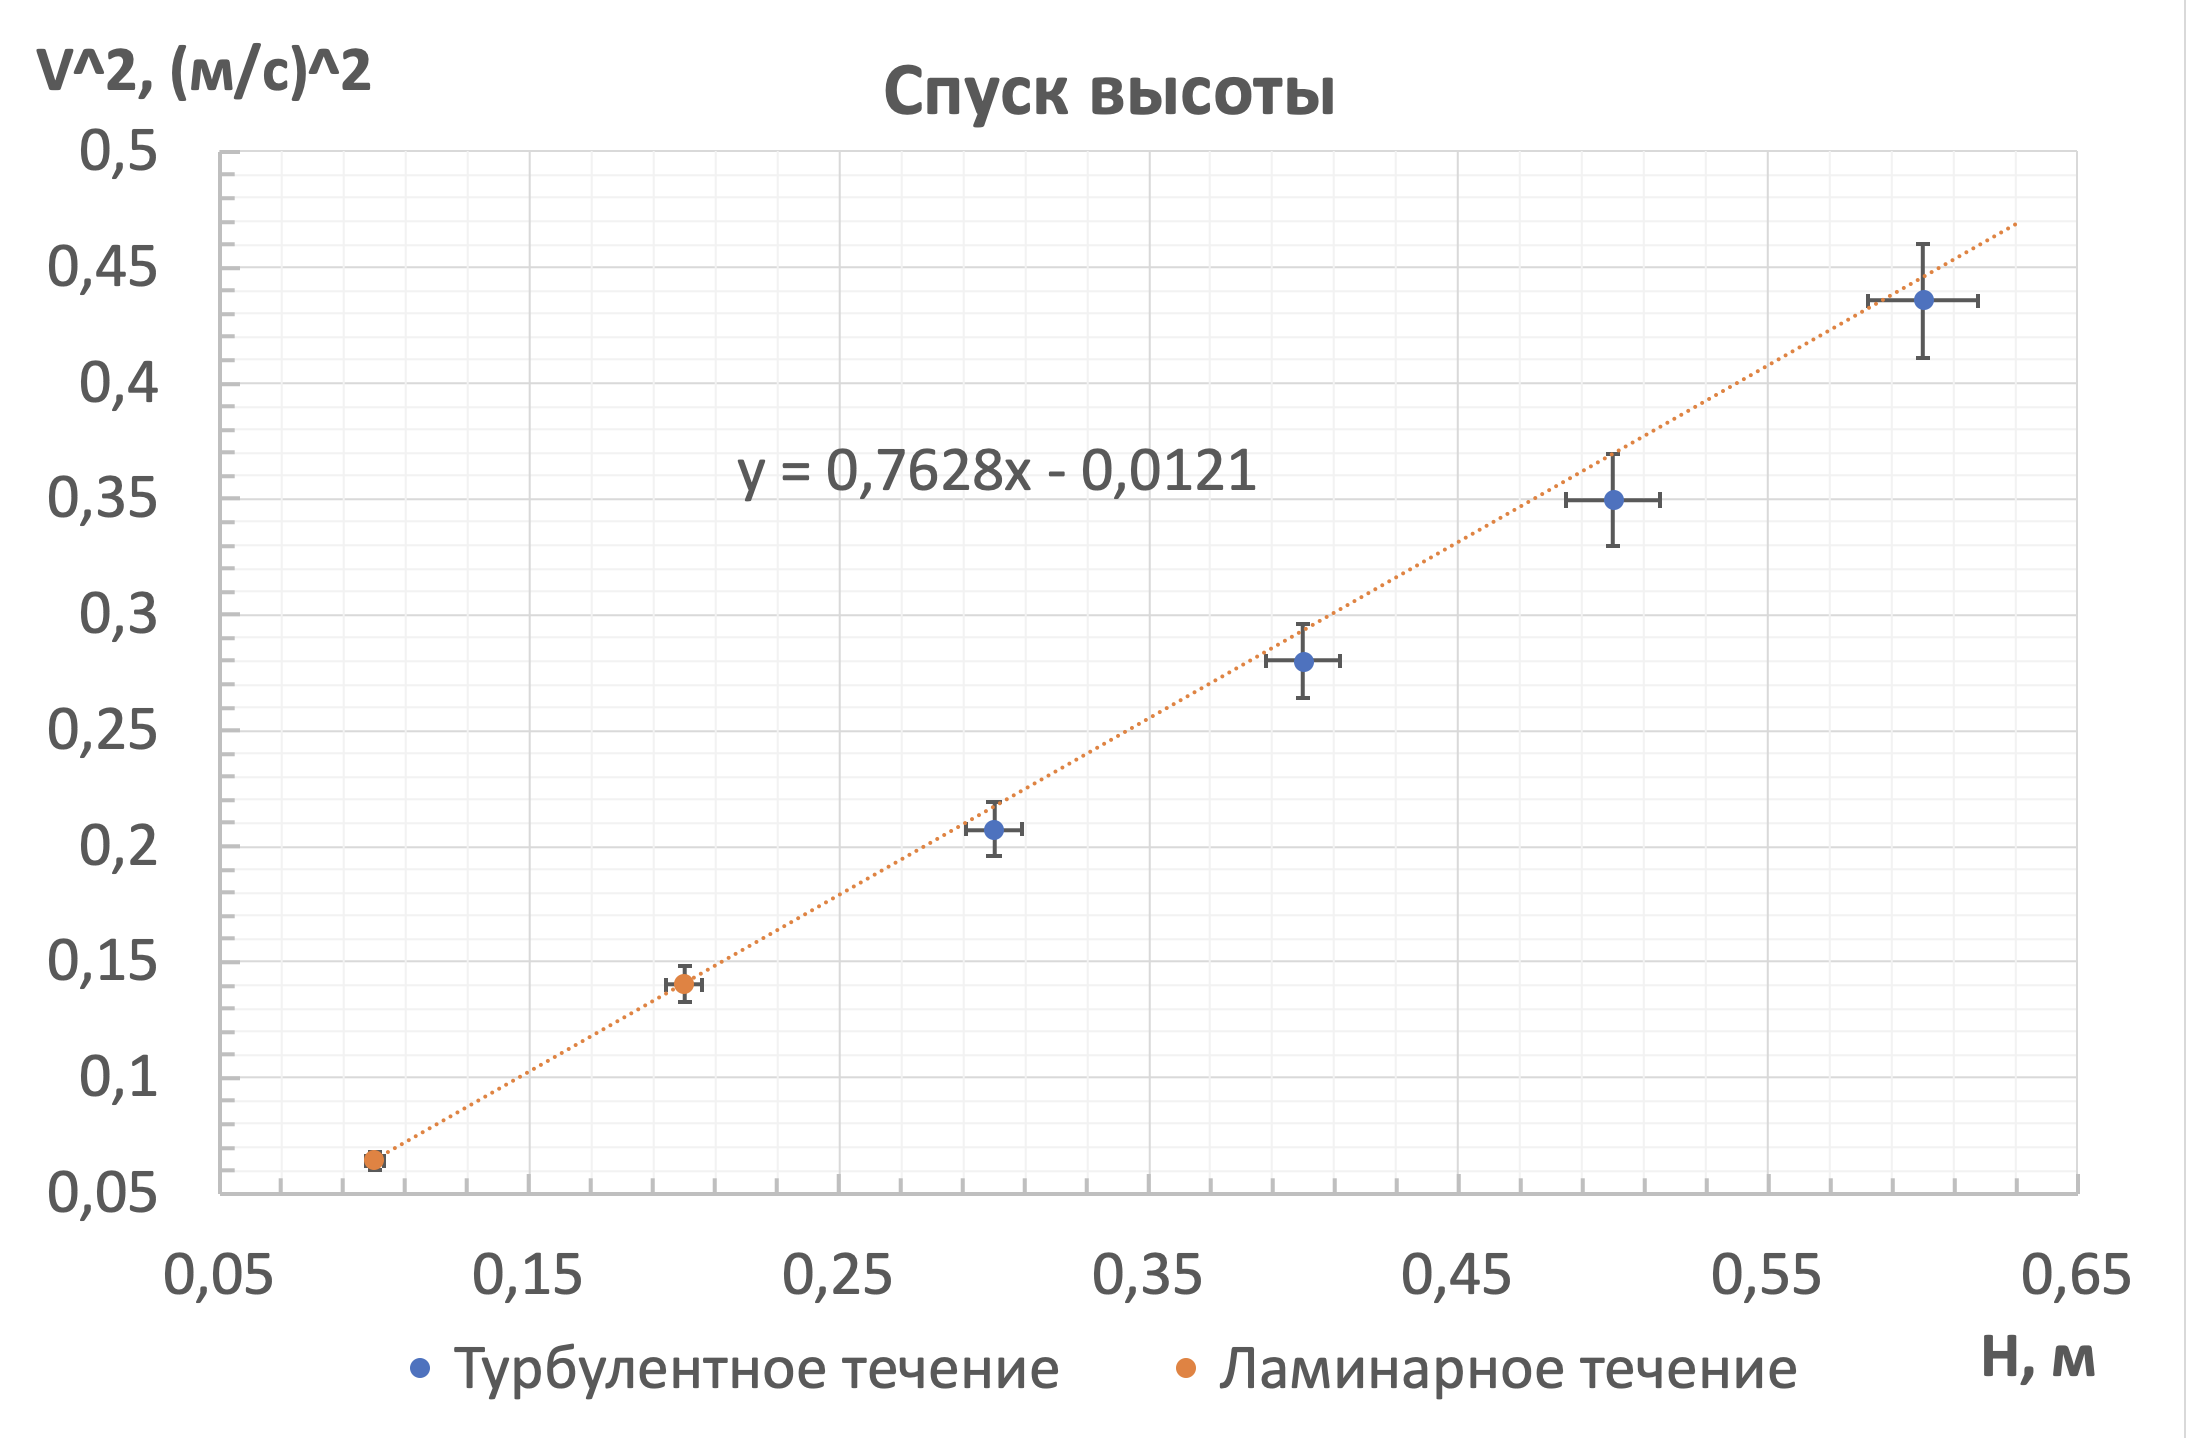 V^2, (м/с)^2
Спуск высоты
0,5
0,45
0,4
y = 0,7628x - 0,0121
0,35
0,3
0,25
0,2
0,15
0,1
0,05
0,05 0,15 0,25 0,35 0,45 0,55 0,65
Турбулентное течение Ламинарное течение
H, м